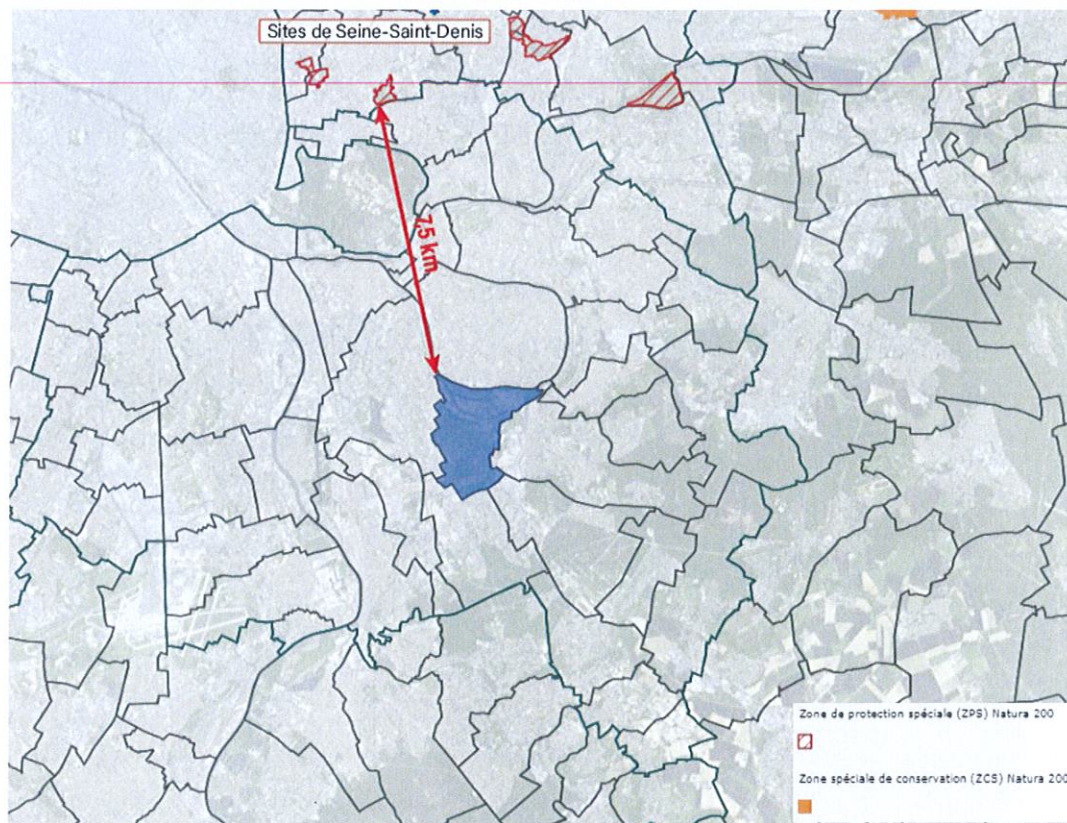 Sites de Seine-Saint-Denis
7,5 km
Zone de protection spéciale (ZPS) Natura 200
Zone spéciale de conservation (ZCS) Natura 200